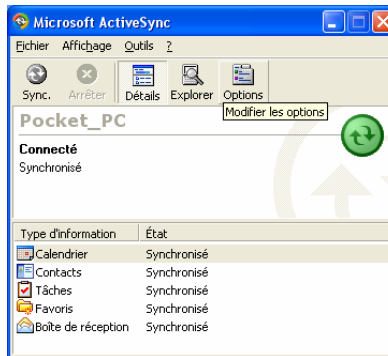 Microsoft ActiveSync
Fichier Affichage Outils ?
Sync. Arrêter Détails Explorer Options
Modifier les options
Pocket_PC
Connecté
Synchronisé
Type d'information État
Calendrier Synchronisé
Contacts Synchronisé
Tâches Synchronisé
Favoris Synchronisé
Boîte de réception Synchronisé